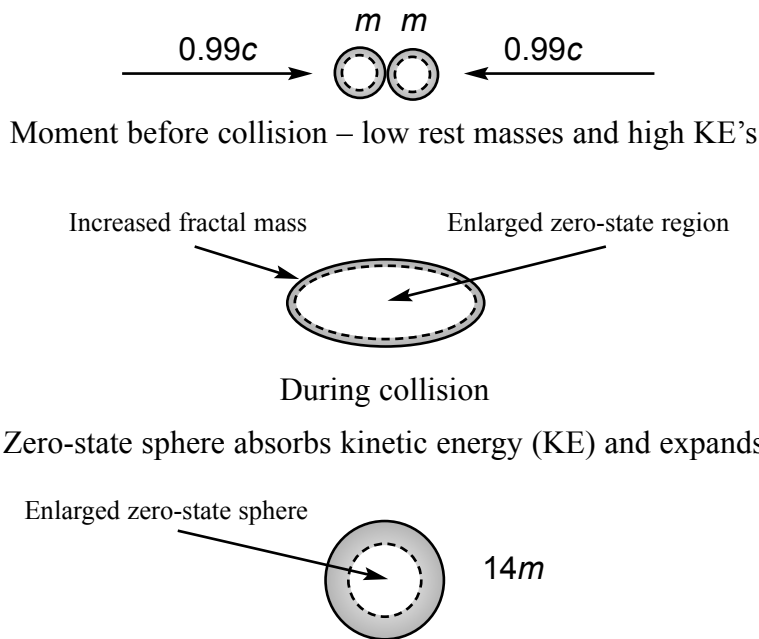 m m
0.99c 0.99c
Moment before collision – low rest masses and high KE's
Increased fractal mass Enlarged zero-state region
During collision
Zero-state sphere absorbs kinetic energy (KE) and expands
Enlarged zero-state sphere
14m